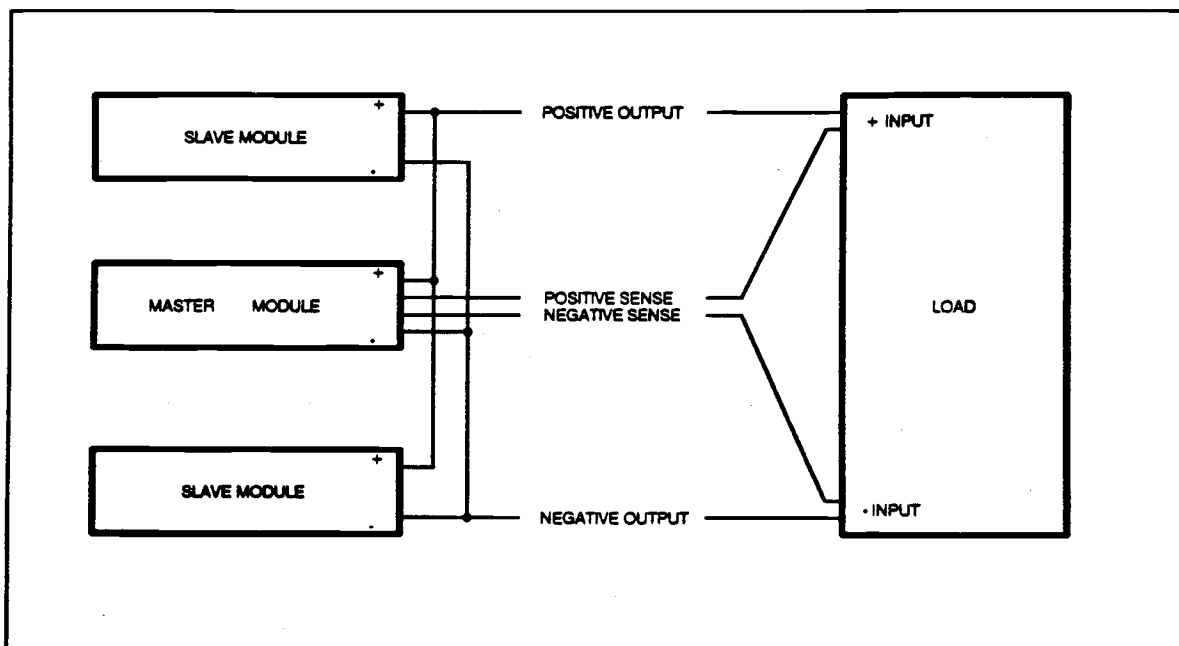 +
SLAVE MODULE
-
POSITIVE OUTPUT
+ INPUT
+
MASTER MODULE
-
POSITIVE SENSE
NEGATIVE SENSE
LOAD
+
SLAVE MODULE
-
NEGATIVE OUTPUT
- INPUT